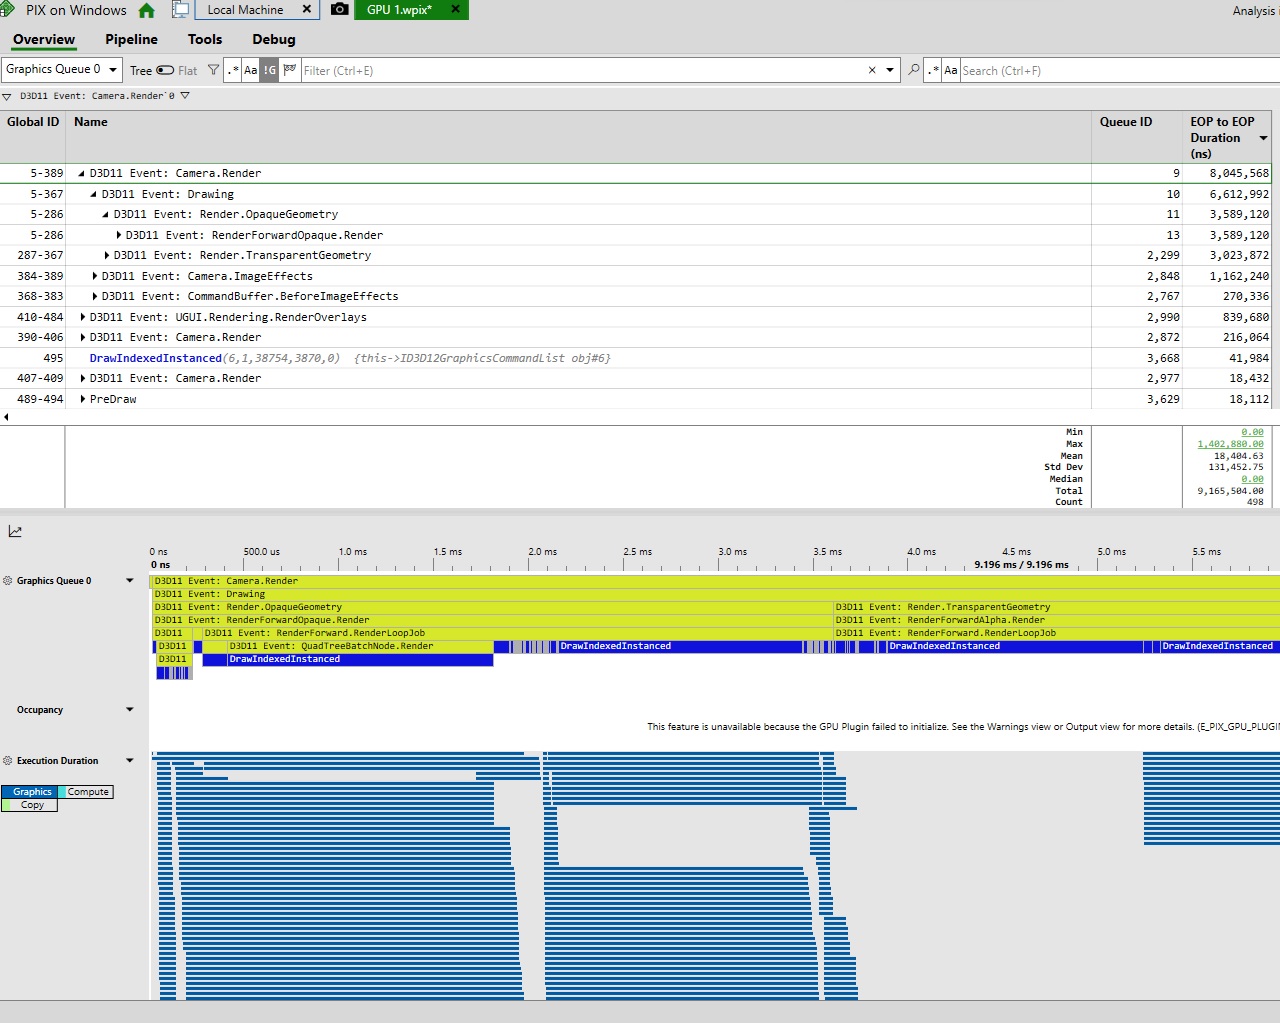 PIX on Windows Local Machine ✕ GPU 1.wpix* ✕ Analysis
Overview Pipeline Tools Debug
Graphics Queue 0 Tree Flat .* Aa !G Filter (Ctrl+E) ✕ .* Aa Search (Ctrl+F)
D3D11 Event: Camera.Render`0
Global ID Name Queue ID EOP to EOP Duration (ns)
5-389 D3D11 Event: Camera.Render 9 8,045,568
5-367 D3D11 Event: Drawing 10 6,612,992
5-286 D3D11 Event: Render.OpaqueGeometry 11 3,589,120
5-286 D3D11 Event: RenderForwardOpaque.Render 13 3,589,120
287-367 D3D11 Event: Render.TransparentGeometry 2,299 3,023,872
384-389 D3D11 Event: Camera.ImageEffects 2,848 1,162,240
368-383 D3D11 Event: CommandBuffer.BeforeImageEffects 2,767 270,336
410-484 D3D11 Event: UGUI.Rendering.RenderOverlays 2,990 839,680
390-406 D3D11 Event: Camera.Render 2,872 216,064
495 DrawIndexedInstanced(6,1,38754,3870,0) {this->ID3D12GraphicsCommandList obj#6} 3,668 41,984
407-409 D3D11 Event: Camera.Render 2,977 18,432
489-494 PreDraw 3,629 18,112
Min 0.00
Max 1,402,880.00
Mean 18,404.63
Std Dev 131,452.75
Median 0.00
Total 9,165,504.00
Count 498
0 ns 500.0 us 1.0 ms 1.5 ms 2.0 ms 2.5 ms 3.0 ms 3.5 ms 4.0 ms 4.5 ms 5.0 ms 5.5 ms
0 ns 9.196 ms / 9.196 ms
Graphics Queue 0 D3D11 Event: Camera.Render
D3D11 Event: Drawing
D3D11 Event: Render.OpaqueGeometry D3D11 Event: Render.TransparentGeometry
D3D11 Event: RenderForwardOpaque.Render D3D11 Event: RenderForwardAlpha.Render
D3D11 D3D11 Event: RenderForward.RenderLoopJob D3D11 Event: RenderForward.RenderLoopJob
D3D11 D3D11 Event: QuadTreeBatchNode.Render DrawIndexedInstanced DrawIndexedInstanced DrawIndexedInstanced
D3D11 DrawIndexedInstanced
Occupancy
This feature is unavailable because the GPU Plugin failed to initialize. See the Warnings view or Output view for more details. (E_PIX_GPU_PLUGI
Execution Duration
Graphics Compute
Copy